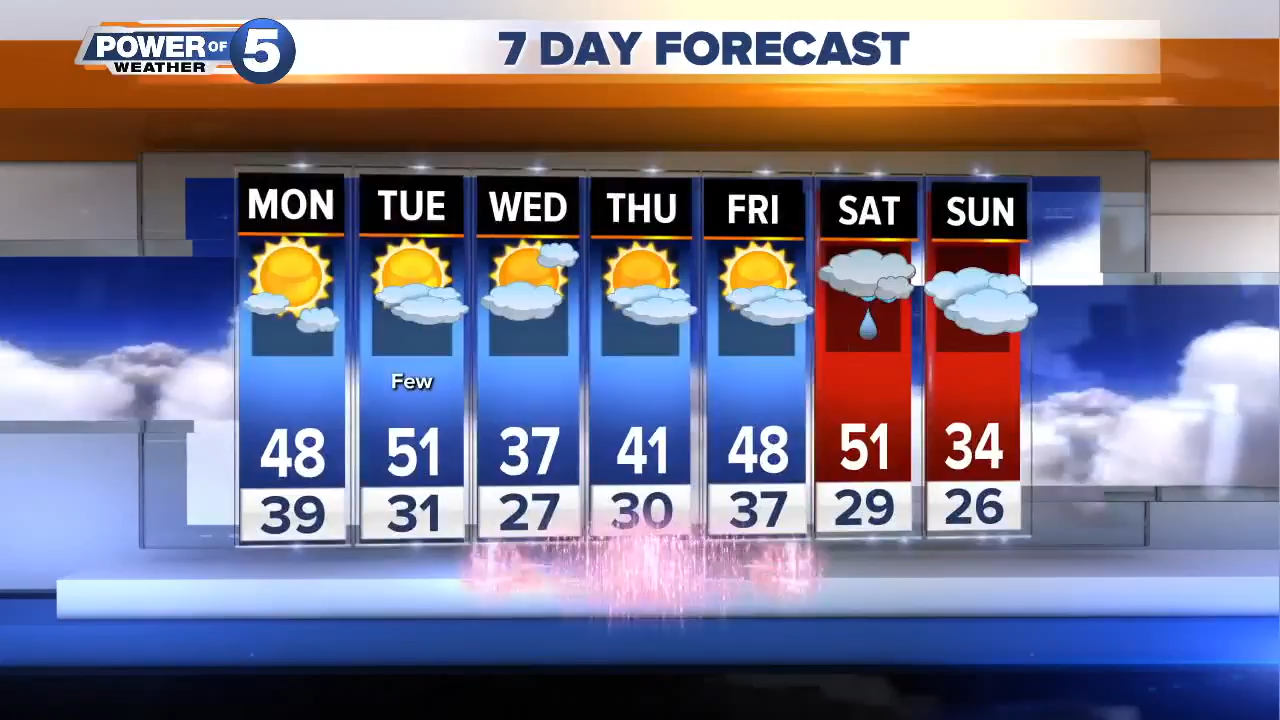 POWER OF 5
WEATHER
7 DAY FORECAST
MON TUE WED THU FRI SAT SUN
Few
48 51 37 41 48 51 34
39 31 27 30 37 29 26